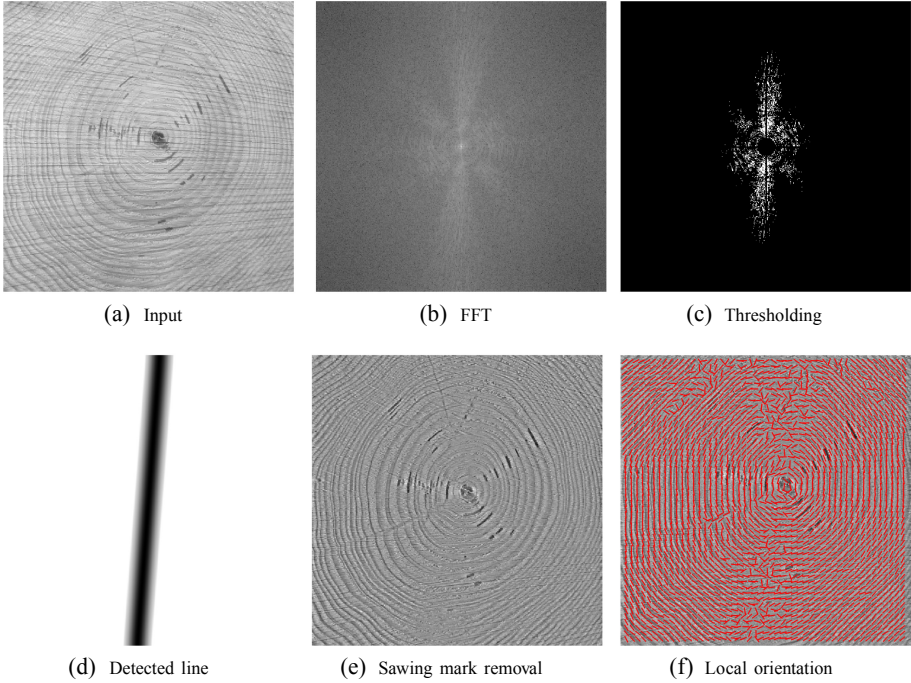 (a) Input
(b) FFT
(c) Thresholding
(d) Detected line
(e) Sawing mark removal
(f) Local orientation